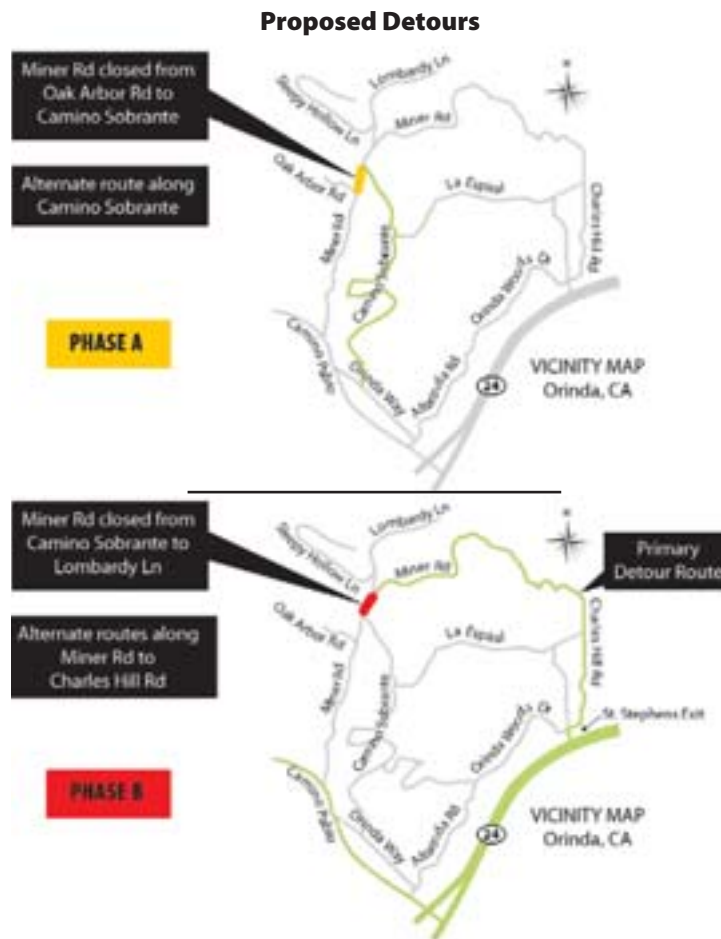 Proposed Detours
Miner Rd closed from
Oak Arbor Rd to
Camino Sobrante
Alternate route along
Camino Sobrante
PHASE A
Sleepy Hollow Ln
Lombardy Ln
Miner Rd
Oak Arbor Rd
La Espiral
Charles Hill Rd
Miner Rd
Camino Sobrante
Orinda Woods Dr
Camino Pablo
Orinda Way
Altarinda Rd
24
VICINITY MAP
Orinda, CA
Miner Rd closed from
Camino Sobrante to
Lombardy Ln
Alternate routes along
Miner Rd to
Charles Hill Rd
PHASE B
Sleepy Hollow Ln
Lombardy Ln
Miner Rd
Primary
Detour Route
Oak Arbor Rd
La Espiral
Charles Hill Rd
Miner Rd
Camino Sobrante
Orinda Woods Dr
St. Stephens Exit
Camino Pablo
Orinda Way
Altarinda Rd
24
VICINITY MAP
Orinda, CA